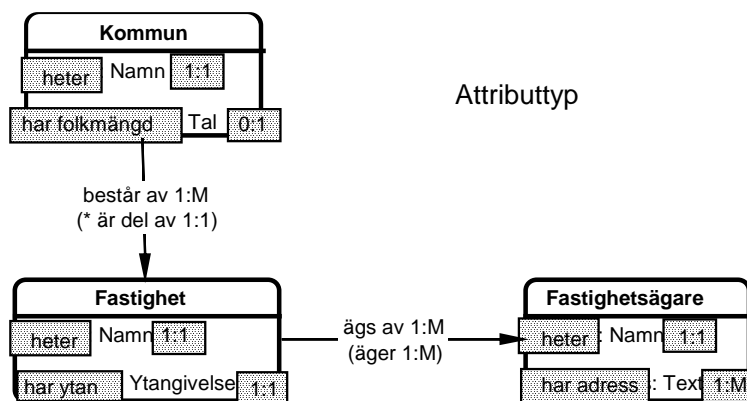 Kommun
heter Namn 1:1
har folkmängd Tal 0:1
Attributtyp
består av 1:M
(* är del av 1:1)
Fastighet
heter Namn 1:1
har ytan Ytangivelse 1:1
ägs av 1:M
(äger 1:M)
Fastighetsägare
heter : Namn 1:1
har adress : Text 1:M